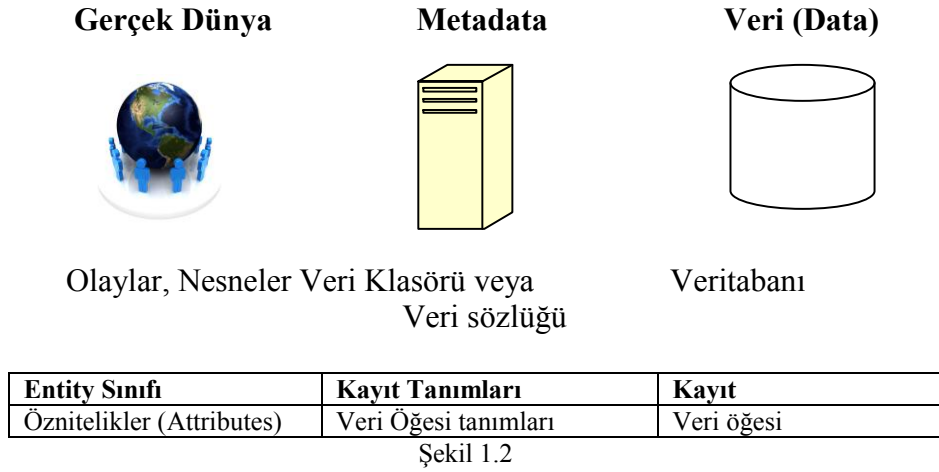 Gerçek Dünya Metadata Veri (Data)
Olaylar, Nesneler Veri Klasörü veya Veritabanı
Veri sözlüğü
Entity Sınıfı Kayıt Tanımları Kayıt
Öznitelikler (Attributes) Veri Öğesi tanımları Veri öğesi
Şekil 1.2